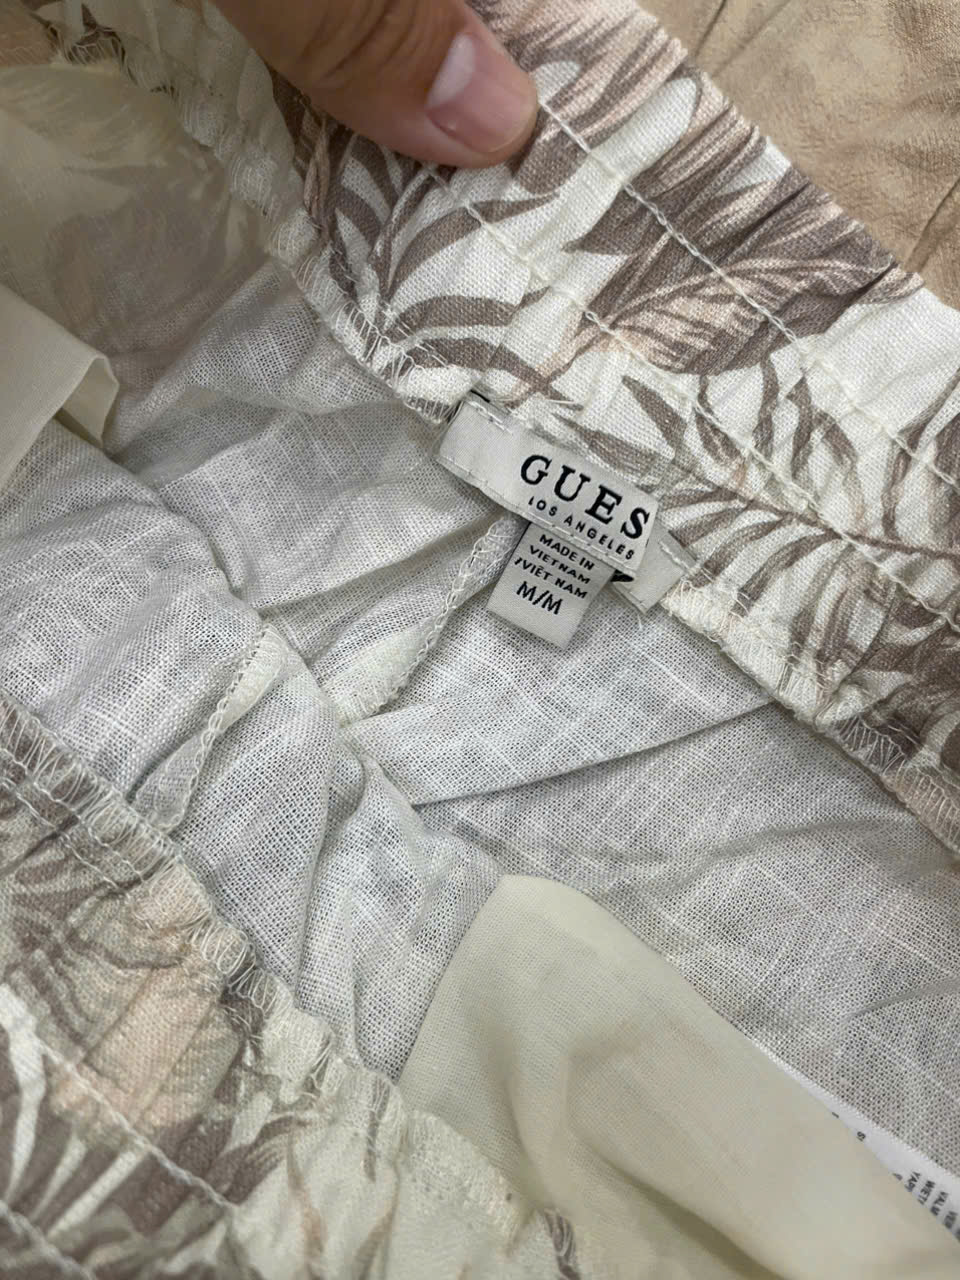 GUES
LOS ANGELES
MADE IN
VIETNAM
/VIỆT NAM
M/M